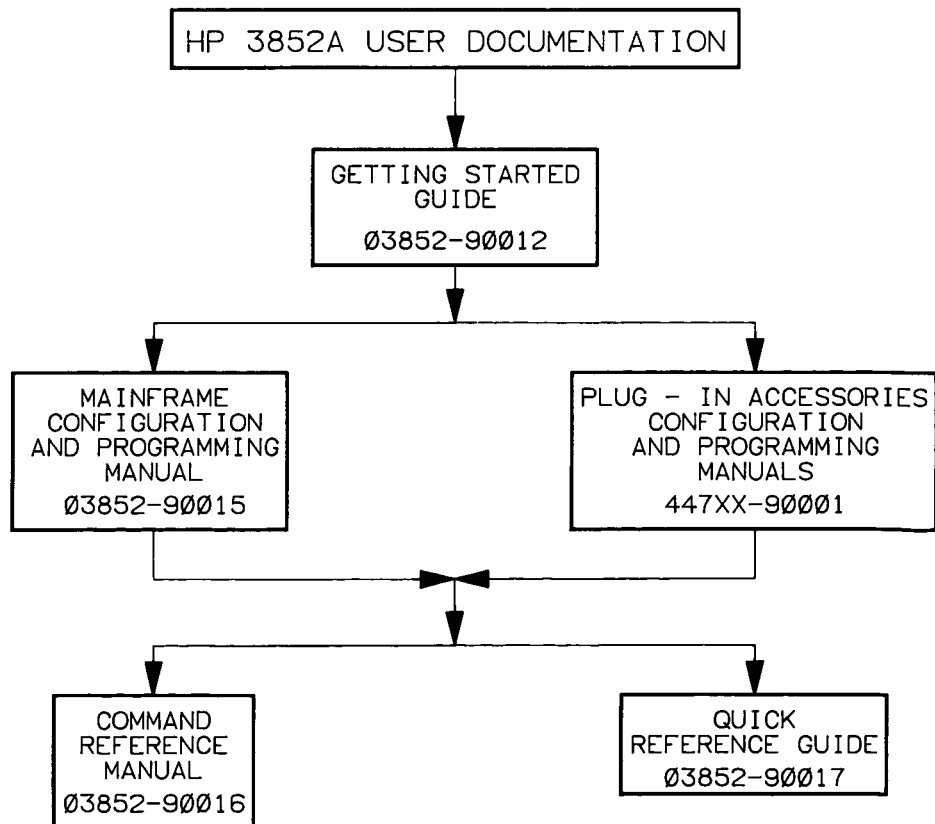 HP 3852A USER DOCUMENTATION
GETTING STARTED
GUIDE
Ø3852-9ØØ12
MAINFRAME
CONFIGURATION
AND PROGRAMMING
MANUAL
Ø3852-9ØØ15
PLUG - IN ACCESSORIES
CONFIGURATION
AND PROGRAMMING
MANUALS
447XX-9ØØØ1
COMMAND
REFERENCE
MANUAL
Ø3852-9ØØ16
QUICK
REFERENCE GUIDE
Ø3852-9ØØ17